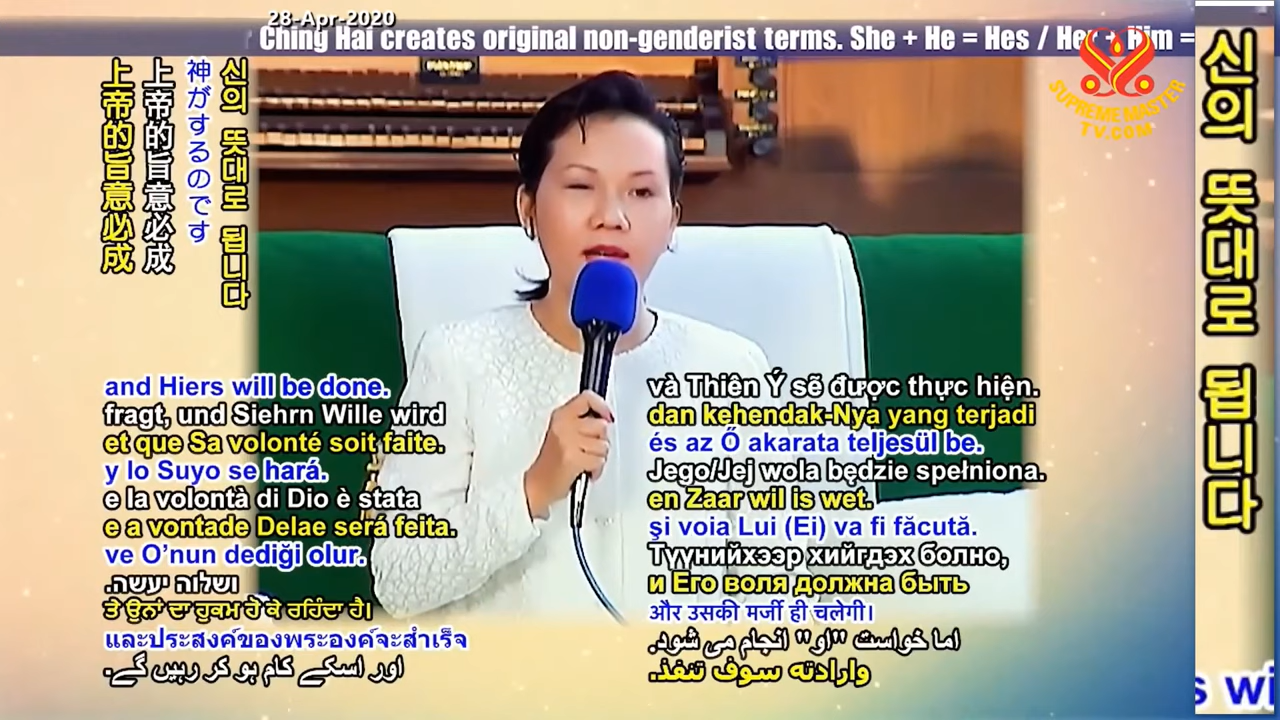 28-Apr-2020
Ching Hai creates original non-genderist terms. She + He = Hes / Her + Him =
SUPREME MASTER
TV.COM
신의 뜻대로 됩니다
神がするのです
上帝的旨意必成
上帝的旨意必成
and Hiers will be done.
fragt, und Siehrn Wille wird
et que Sa volonté soit faite.
y lo Suyo se hará.
e la volontà di Dio è stata
e a vontade Delae será feita.
ve O’nun dediği olur.
ושלוה יעשה.
ਤੇ ਉਨਾਂ ਦਾ ਹੁਕਮ ਹੋ ਕੇ ਰਹਿੰਦਾ ਹੈ।
และประสงค์ของพระองค์จะสำเร็จ
اور اسکے کام ہو کر رہیں گے.
và Thiên Ý sẽ được thực hiện.
dan kehendak-Nya yang terjadi
és az Ő akarata teljesül be.
Jego/Jej wola będzie spełniona.
en Zaar wil is wet.
şi voia Lui (Ei) va fi făcută.
Түүнийхээр хийгдэх болно,
и Его воля должна быть
और उसकी मर्जी ही चलेगी।
اما خواست "او" انجام می شود.
وارادته سوف تنفذ.
신의 뜻대로 됩니다
s wi